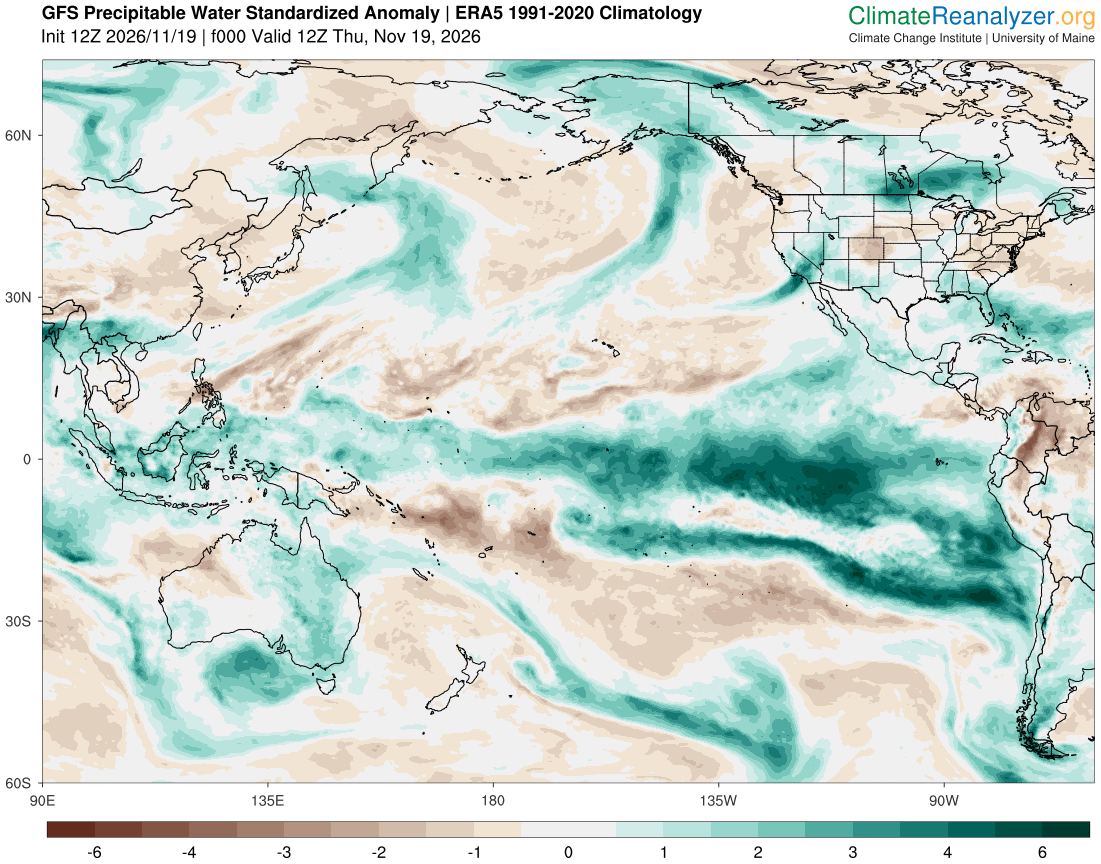 GFS Precipitable Water Standardized Anomaly | ERA5 1991-2020 Climatology
Init 12Z 2026/11/19 | f000 Valid 12Z Thu, Nov 19, 2026
ClimateReanalyzer.org
Climate Change Institute | University of Maine
60N
30N
0
30S
60S
90E 135E 180 135W 90W
-6 -5 -4 -3 -2 -1 0 1 2 3 4 5 6